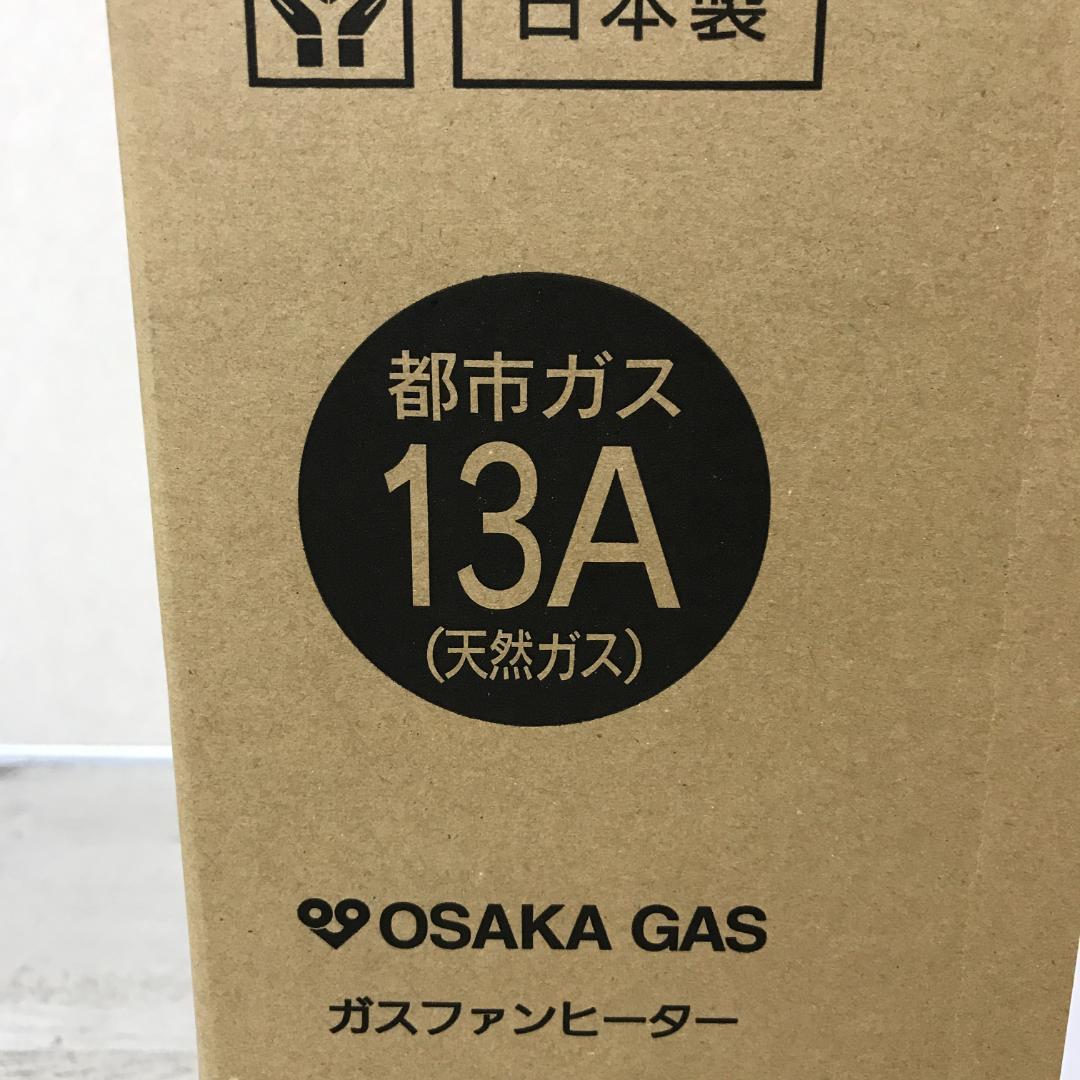 日本製
都市ガス
13A
(天然ガス)
OSAKA GAS
ガスファンヒーター